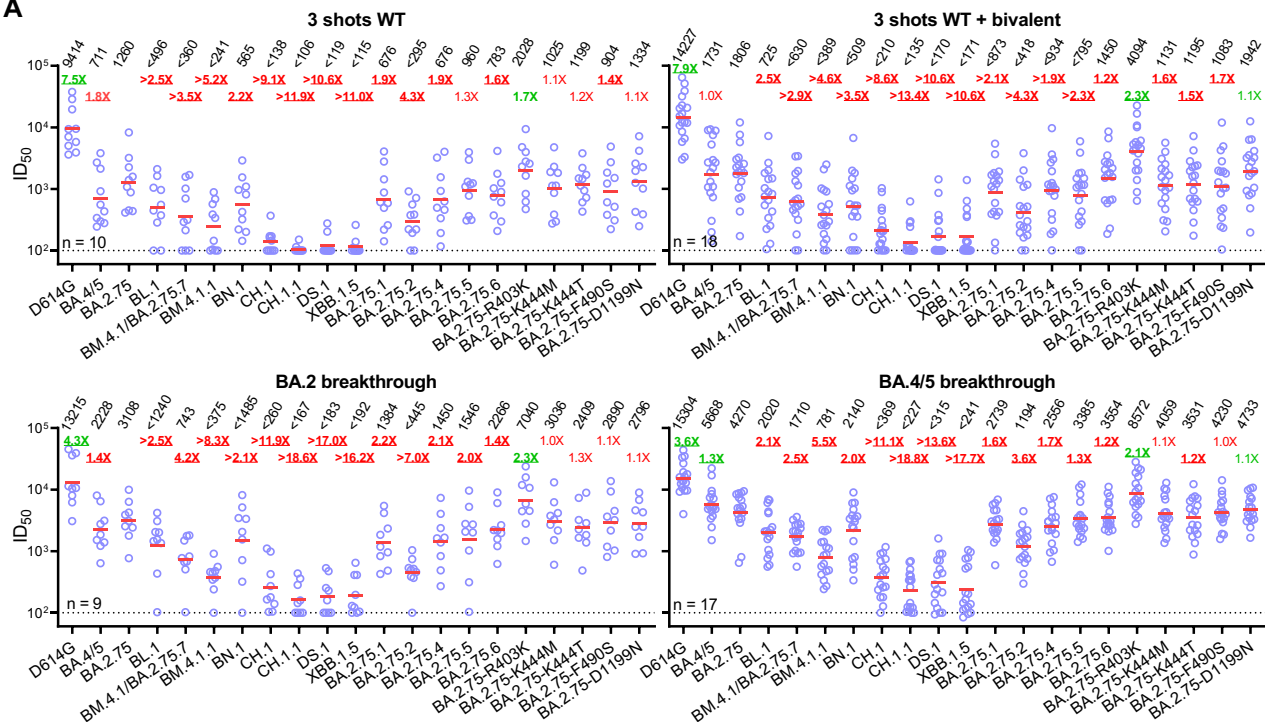 A
3 shots WT
9414 711 1260 <496 <360 <241 565 <138 <106 <119 <115 676 <295 676 960 783 2028 1025 1199 904 1334
7.5X >2.5X >5.2X >9.1X >10.6X 1.9X 1.9X 1.6X 1.1X 1.4X
1.8X >3.5X 2.2X >11.9X >11.0X 4.3X 1.3X 1.7X 1.2X 1.1X
10⁵
10⁴
10³
10²
ID₅₀
n = 10
D614G BA.4/5 BA.2.75 BL.1 BM.4.1/BA.2.75.7 BM.4.1.1 BN.1 CH.1 CH.1.1 DS.1 XBB.1.5 BA.2.75.1 BA.2.75.2 BA.2.75.4 BA.2.75.5 BA.2.75.6 BA.2.75-R403K BA.2.75-K444M BA.2.75-K444T BA.2.75-F490S BA.2.75-D1199N
3 shots WT + bivalent
14227 1731 1806 725 <630 <389 <509 <210 <135 <170 <171 <873 <418 <934 <795 1450 4094 1131 1195 1083 1942
7.9X 2.5X >4.6X >8.6X >10.6X >2.1X >1.9X 1.2X 1.6X 1.7X
1.0X >2.9X >3.5X >13.4X >10.6X >4.3X >2.3X 2.3X 1.5X 1.1X
10⁵
10⁴
10³
10²
ID₅₀
n = 18
D614G BA.4/5 BA.2.75 BL.1 BM.4.1/BA.2.75.7 BM.4.1.1 BN.1 CH.1 CH.1.1 DS.1 XBB.1.5 BA.2.75.1 BA.2.75.2 BA.2.75.4 BA.2.75.5 BA.2.75.6 BA.2.75-R403K BA.2.75-K444M BA.2.75-K444T BA.2.75-F490S BA.2.75-D1199N
BA.2 breakthrough
13215 2228 3108 <1240 743 <375 <1485 <260 <167 <183 <192 1384 <445 1450 1546 2266 7040 3036 2409 2890 2796
4.3X >2.5X >8.3X >11.9X >17.0X 2.2X 2.1X 1.4X 1.0X 1.1X
1.4X 4.2X >2.1X >18.6X >16.2X >7.0X 2.0X 2.3X 1.3X 1.1X
10⁵
10⁴
10³
10²
ID₅₀
n = 9
D614G BA.4/5 BA.2.75 BL.1 BM.4.1/BA.2.75.7 BM.4.1.1 BN.1 CH.1 CH.1.1 DS.1 XBB.1.5 BA.2.75.1 BA.2.75.2 BA.2.75.4 BA.2.75.5 BA.2.75.6 BA.2.75-R403K BA.2.75-K444M BA.2.75-K444T BA.2.75-F490S BA.2.75-D1199N
BA.4/5 breakthrough
15304 5668 4270 2020 1710 781 2140 <369 <227 <315 <241 2739 1194 2556 3385 3554 8572 4059 3531 4230 4733
3.6X 2.1X 5.5X >11.1X >13.6X 1.6X 1.7X 1.2X 1.1X 1.0X
1.3X 2.5X 2.0X >18.8X >17.7X 3.6X 1.3X 2.1X 1.2X 1.1X
10⁵
10⁴
10³
10²
ID₅₀
n = 17
D614G BA.4/5 BA.2.75 BL.1 BM.4.1/BA.2.75.7 BM.4.1.1 BN.1 CH.1 CH.1.1 DS.1 XBB.1.5 BA.2.75.1 BA.2.75.2 BA.2.75.4 BA.2.75.5 BA.2.75.6 BA.2.75-R403K BA.2.75-K444M BA.2.75-K444T BA.2.75-F490S BA.2.75-D1199N